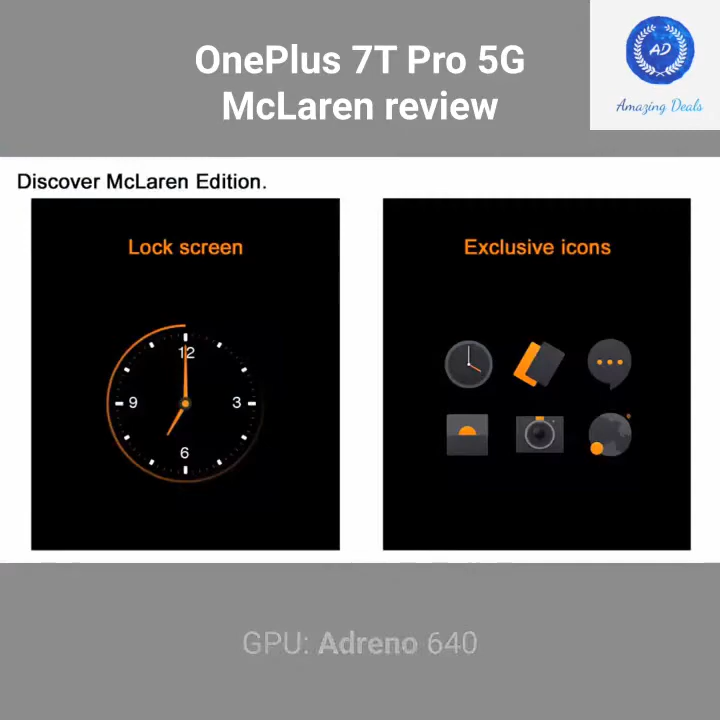 OnePlus 7T Pro 5G
McLaren review
AD
Amazing Deals
Discover McLaren Edition.
Lock screen
Exclusive icons
12
9
3
6
GPU: Adreno 640